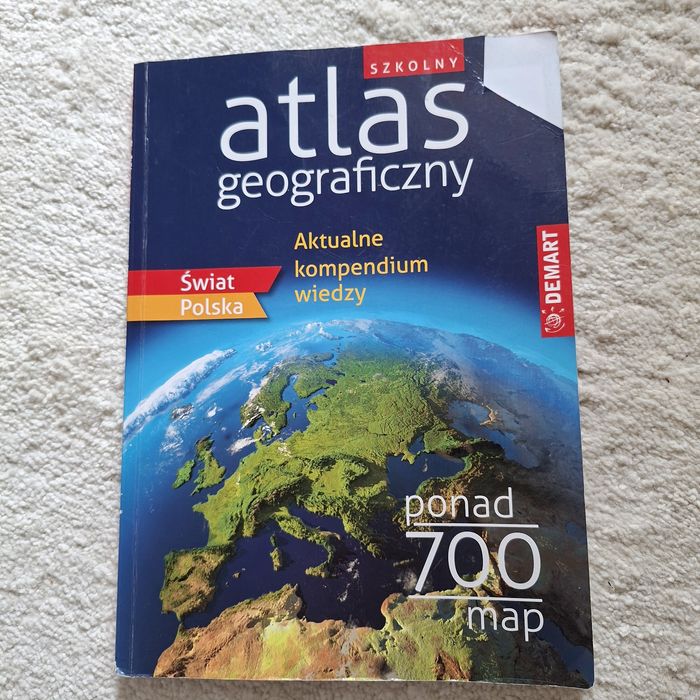 SZKOLNY
atlas
geograficzny
Aktualne
kompendium
wiedzy
Świat
Polska
DEMART
ponad
700
map